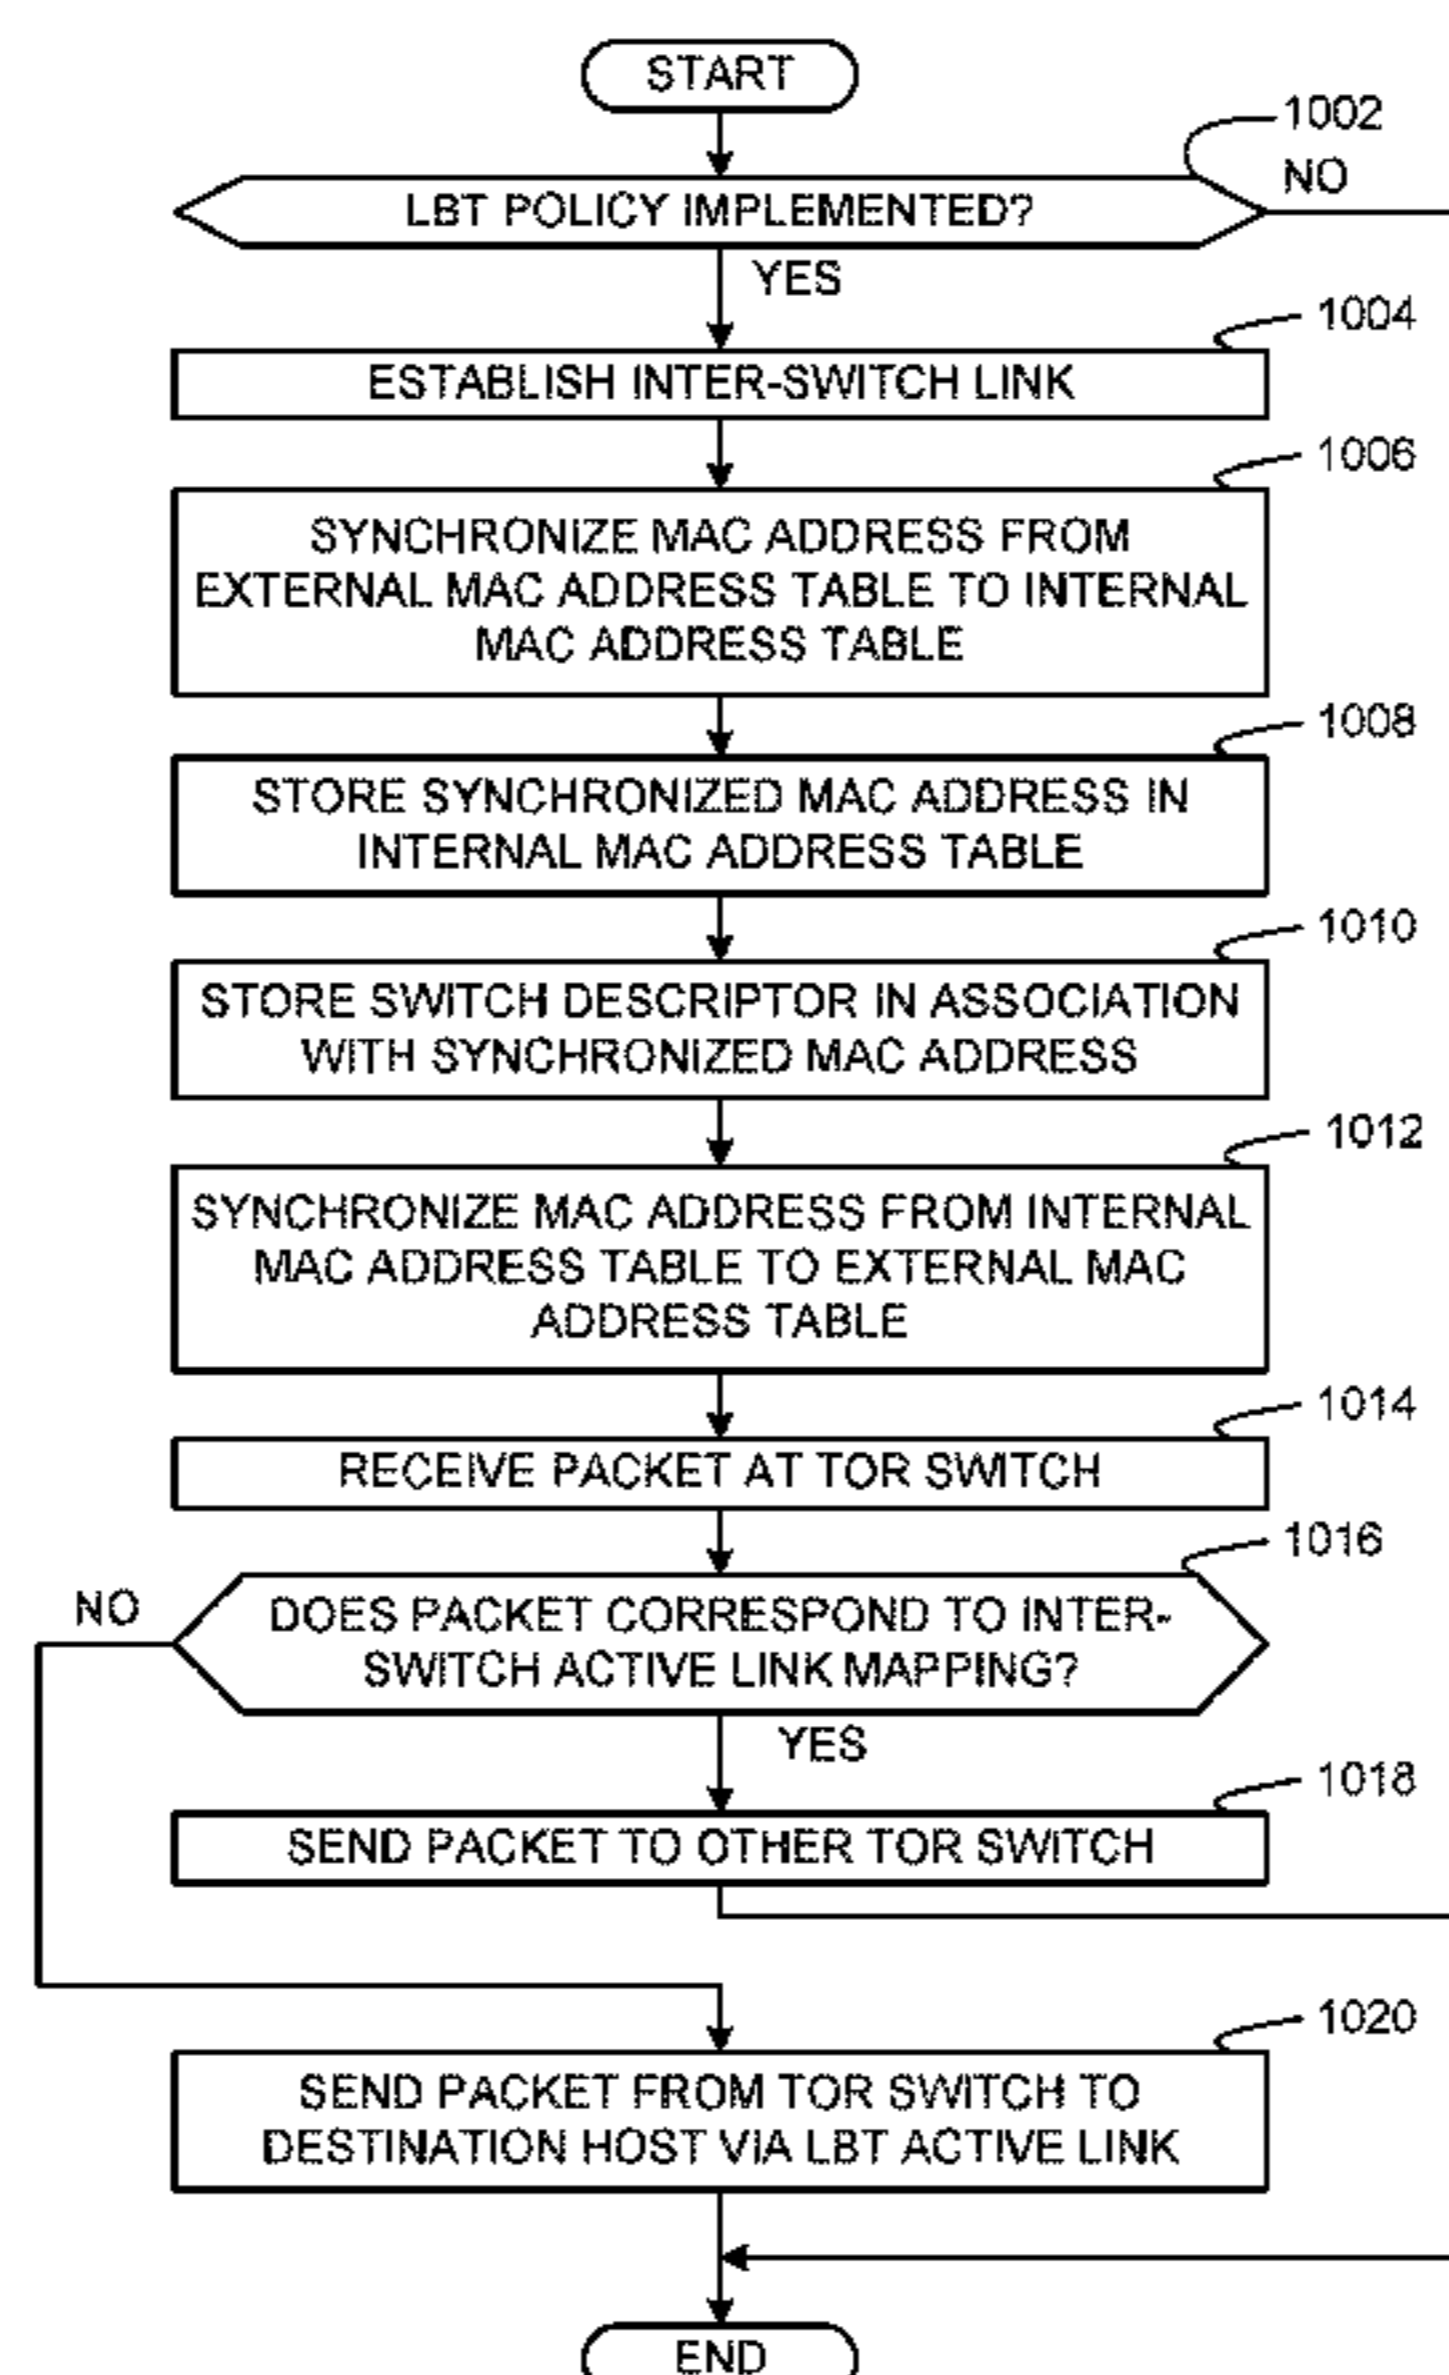 START
1002
NO
LBT POLICY IMPLEMENTED?
YES
1004
ESTABLISH INTER-SWITCH LINK
1006
SYNCHRONIZE MAC ADDRESS FROM
EXTERNAL MAC ADDRESS TABLE TO INTERNAL
MAC ADDRESS TABLE
1008
STORE SYNCHRONIZED MAC ADDRESS IN
INTERNAL MAC ADDRESS TABLE
1010
STORE SWITCH DESCRIPTOR IN ASSOCIATION
WITH SYNCHRONIZED MAC ADDRESS
1012
SYNCHRONIZE MAC ADDRESS FROM INTERNAL
MAC ADDRESS TABLE TO EXTERNAL MAC
ADDRESS TABLE
1014
RECEIVE PACKET AT TOR SWITCH
1016
NO
DOES PACKET CORRESPOND TO INTER-
SWITCH ACTIVE LINK MAPPING?
YES
1018
SEND PACKET TO OTHER TOR SWITCH
1020
SEND PACKET FROM TOR SWITCH TO
DESTINATION HOST VIA LBT ACTIVE LINK
END